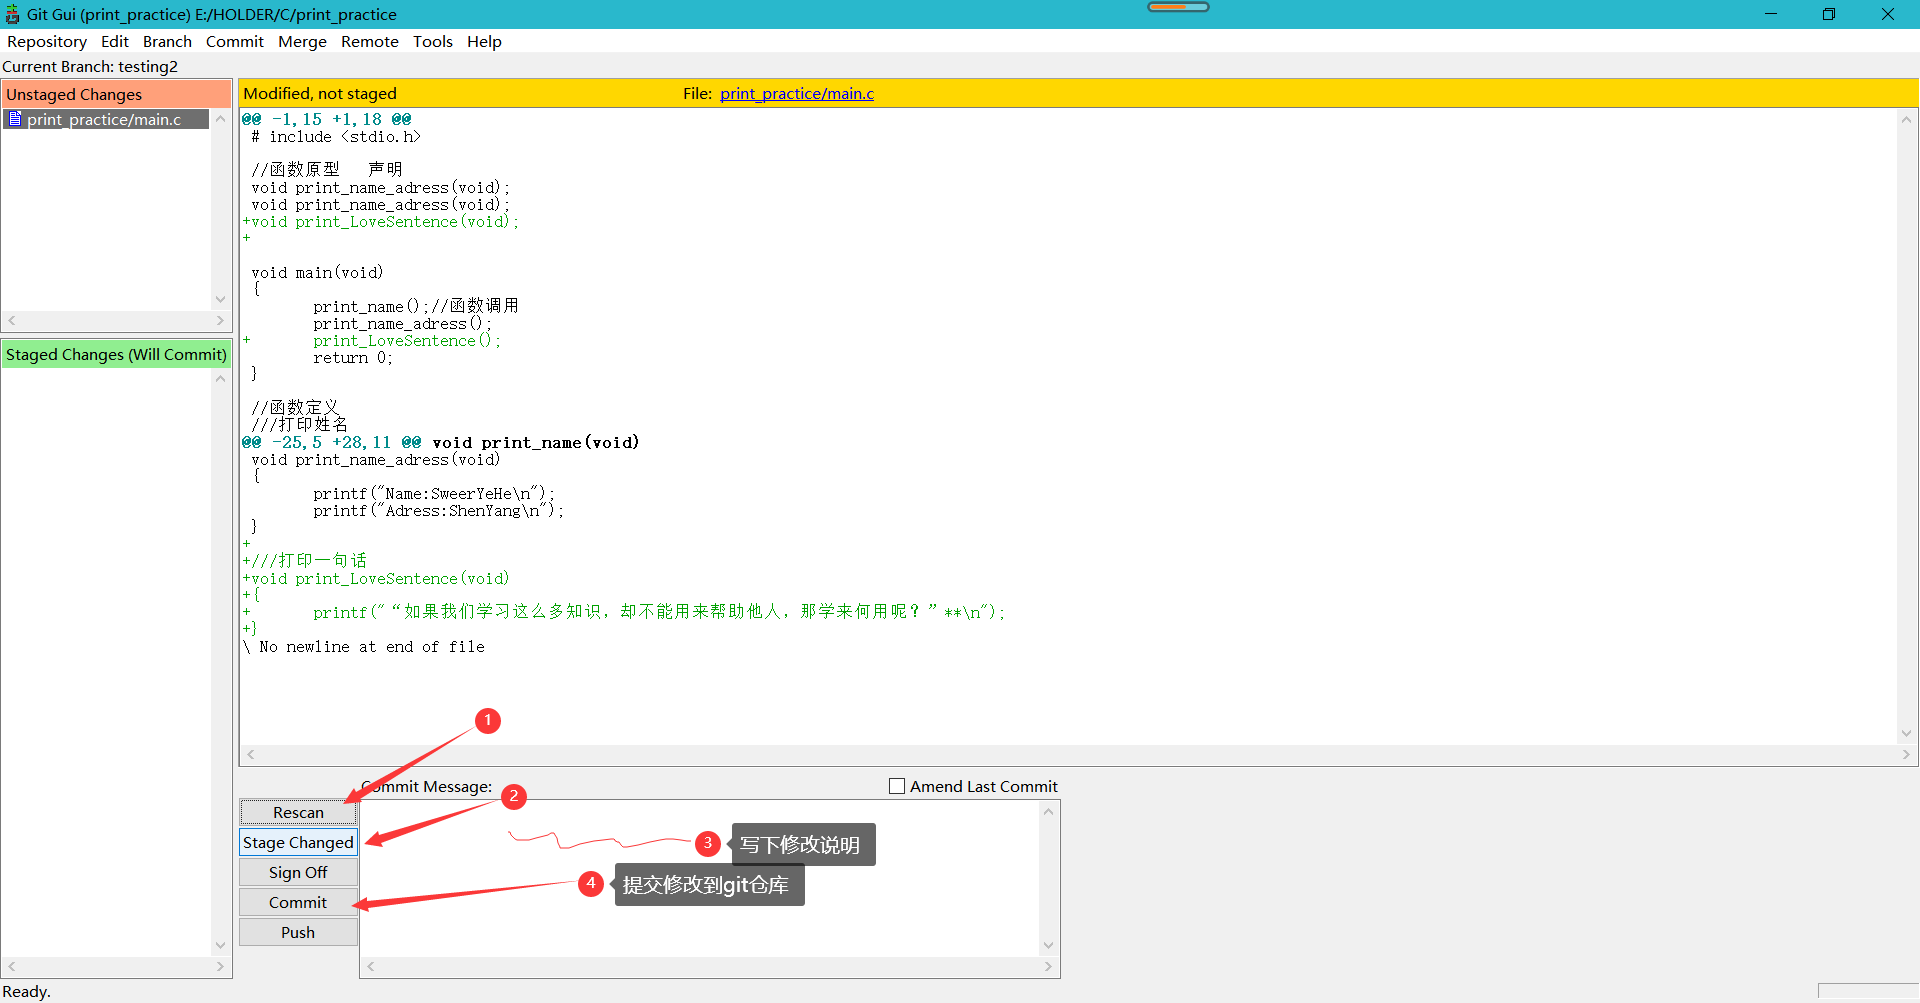 Git Gui (print_practice) E:/HOLDER/C/print_practice
Repository Edit Branch Commit Merge Remote Tools Help
Current Branch: testing2
Unstaged Changes
print_practice/main.c
Staged Changes (Will Commit)
Modified, not staged File: print_practice/main.c
@@ -1,15 +1,18 @@
# include <stdio.h>
//函数原型 声明
void print_name_adress(void);
void print_name_adress(void);
+void print_LoveSentence(void);
+
void main(void)
{
print_name();//函数调用
print_name_adress();
+ print_LoveSentence();
return 0;
}
//函数定义
///打印姓名
@@ -25,5 +28,11 @@ void print_name(void)
void print_name_adress(void)
{
printf("Name:SweerYeHe\n");
printf("Adress:ShenYang\n");
}
+
+///打印一句话
+void print_LoveSentence(void)
+{
+ printf("“如果我们学习这么多知识，却不能用来帮助他人，那学来何用呢？”**\n");
+}
\ No newline at end of file
1
Commit Message:
Amend Last Commit
2
Rescan
Stage Changed
3 写下修改说明
Sign Off
4 提交修改到git仓库
Commit
Push
Ready.